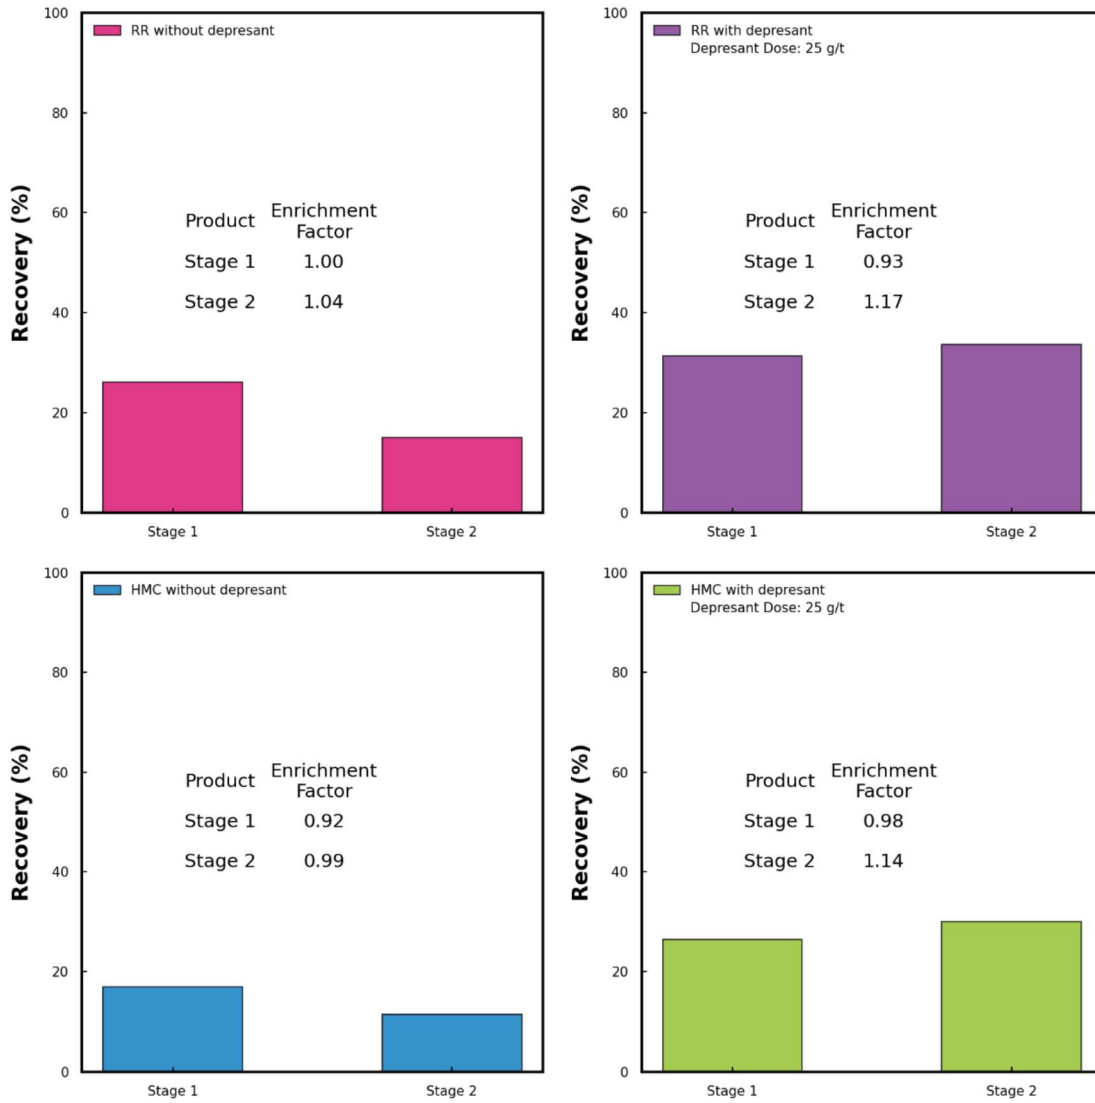 RR without depresant
100
80
60
40
20
0
Recovery (%)
Product
Enrichment
Factor
Stage 1 1.00
Stage 2 1.04
Stage 1 Stage 2
RR with depresant
Depresant Dose: 25 g/t
100
80
60
40
20
0
Recovery (%)
Product
Enrichment
Factor
Stage 1 0.93
Stage 2 1.17
Stage 1 Stage 2
HMC without depresant
100
80
60
40
20
0
Recovery (%)
Product
Enrichment
Factor
Stage 1 0.92
Stage 2 0.99
Stage 1 Stage 2
HMC with depresant
Depresant Dose: 25 g/t
100
80
60
40
20
0
Recovery (%)
Product
Enrichment
Factor
Stage 1 0.98
Stage 2 1.14
Stage 1 Stage 2